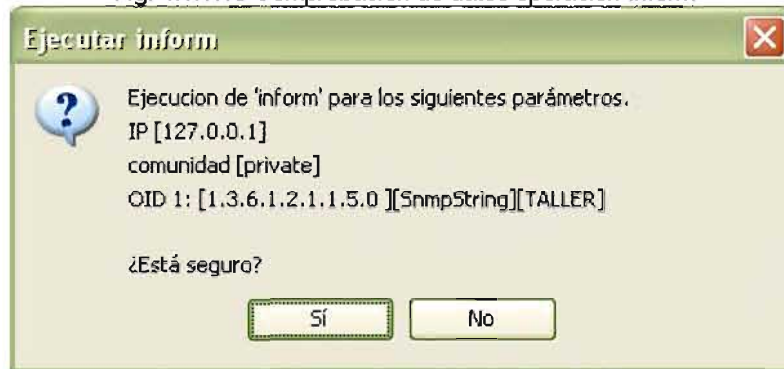 Ejecutar inform
Ejecucion de 'inform' para los siguientes parámetros.
IP [127.0.0.1]
comunidad [private]
OID 1: [1.3.6.1.2.1.1.5.0 ][SnmpString][TALLER]
¿Está seguro?
Sí No